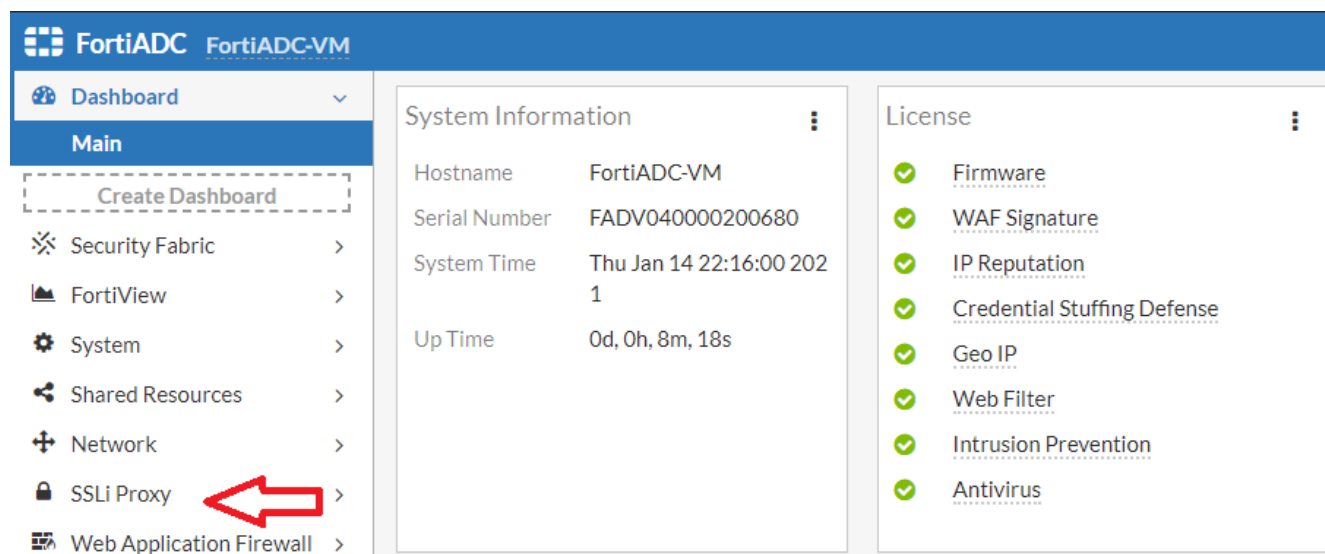 FortiADC FortiADC-VM
Dashboard
Main
Create Dashboard
Security Fabric
FortiView
System
Shared Resources
Network
SSLi Proxy
Web Application Firewall
System Information
Hostname FortiADC-VM
Serial Number FADV040000200680
System Time Thu Jan 14 22:16:00 202
1
Up Time 0d, 0h, 8m, 18s
License
Firmware
WAF Signature
IP Reputation
Credential Stuffing Defense
Geo IP
Web Filter
Intrusion Prevention
Antivirus